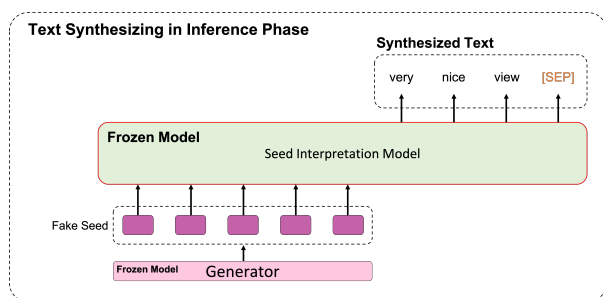 Text Synthesizing in Inference Phase
Synthesized Text
very nice view [SEP]
Frozen Model
Seed Interpretation Model
Fake Seed
Frozen Model Generator